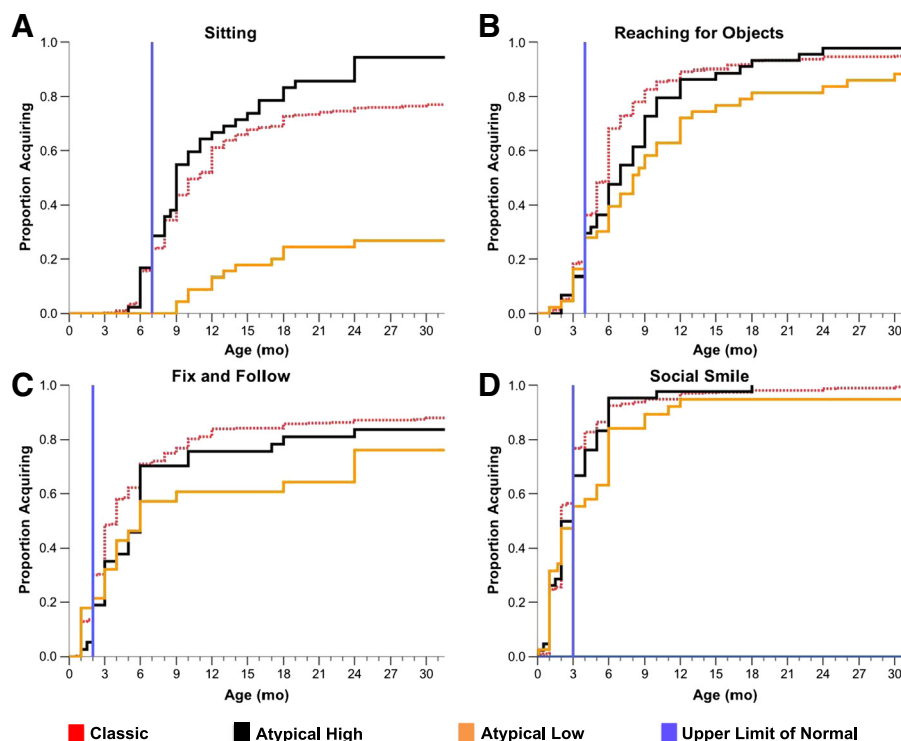 A
Sitting
1.0
0.8
0.6
0.4
0.2
0.0
Proportion Acquiring
0 3 6 9 12 15 18 21 24 27 30
Age (mo)
B
Reaching for Objects
1.0
0.8
0.6
0.4
0.2
0.0
Proportion Acquiring
0 3 6 9 12 15 18 21 24 27 30
Age (mo)
C
Fix and Follow
1.0
0.8
0.6
0.4
0.2
0.0
Proportion Acquiring
0 3 6 9 12 15 18 21 24 27 30
Age (mo)
D
Social Smile
1.0
0.8
0.6
0.4
0.2
0.0
Proportion Acquiring
0 3 6 9 12 15 18 21 24 27 30
Age (mo)
Classic Atypical High Atypical Low Upper Limit of Normal